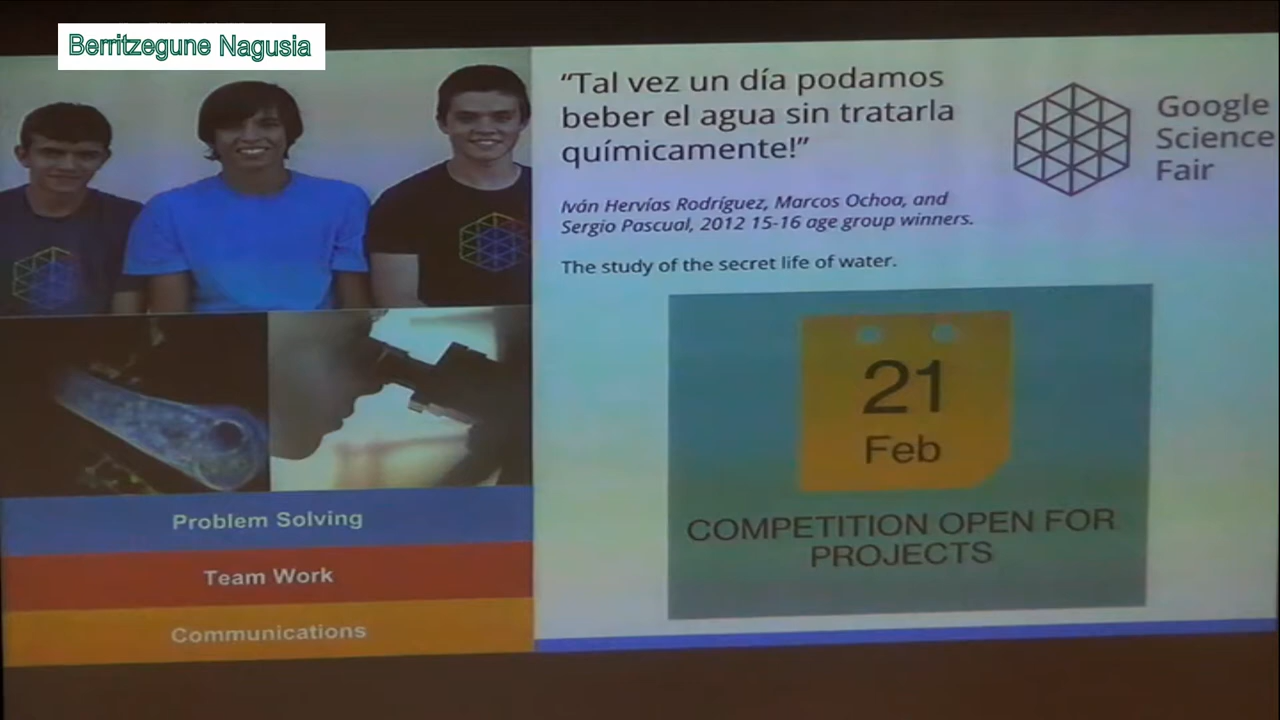 Berritzegune Nagusia
“Tal vez un día podamos
beber el agua sin tratarla
químicamente!”
Google
Science
Fair
Iván Hervías Rodríguez, Marcos Ochoa, and
Sergio Pascual, 2012 15-16 age group winners.
The study of the secret life of water.
21
Feb
COMPETITION OPEN FOR
PROJECTS
Problem Solving
Team Work
Communications